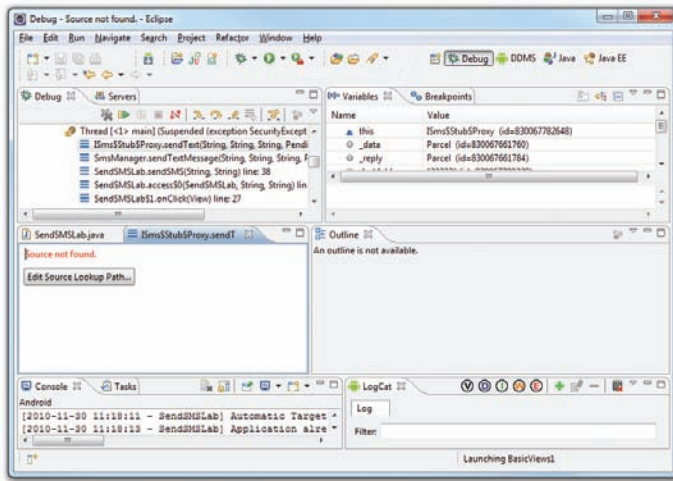 Debug - Source not found. - Eclipse
File Edit Run Navigate Search Project Refactor Window Help
Debug DDMS Java Java EE
Debug Servers
Thread [<1> main] (Suspended (exception SecurityExcept
ISms$Stub$Proxy.sendText(String, String, String, Pendi
SmsManager.sendTextMessage(String, String, String, F
SendSMSLab.sendSMS(String, String) line: 38
SendSMSLab.access$0(SendSMSLab, String, String) lin
SendSMSLab$1.onClick(View) line: 27
Variables Breakpoints
Name Value
this ISms$Stub$Proxy (id=830067782648)
_data Parcel (id=830067661760)
_reply Parcel (id=830067661784)
SendSMSLab.java ISms$Stub$Proxy.sendT
Source not found.
Edit Source Lookup Path...
Outline
An outline is not available.
Console Tasks
Android
[2010-11-30 11:18:11 - SendSMSLab] Automatic Target
[2010-11-30 11:18:13 - SendSMSLab] Application alre
LogCat V D I W E
Log
Filter:
Launching BasicViews1